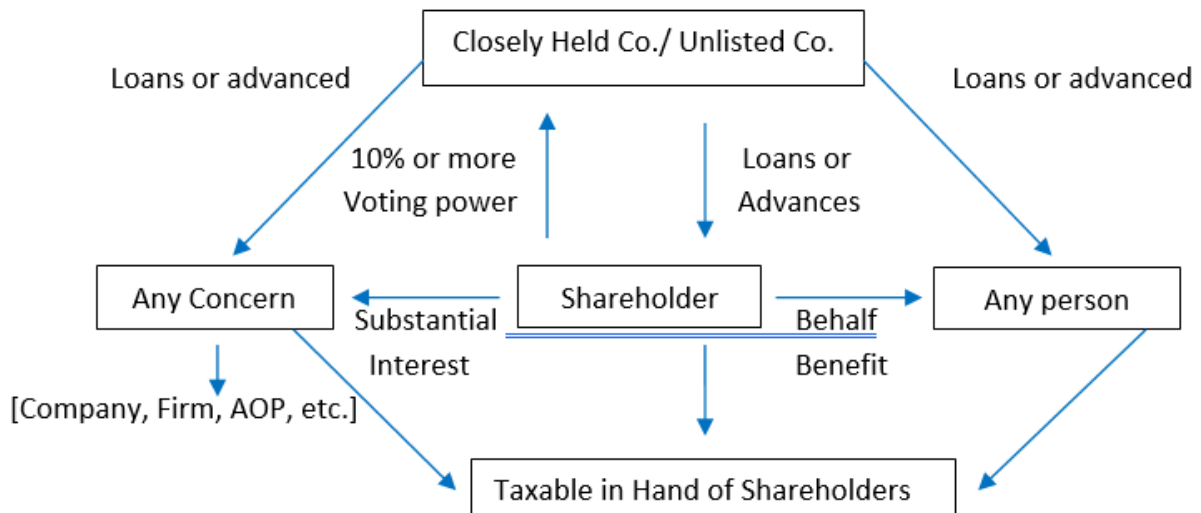 Closely Held Co./ Unlisted Co.
Loans or advanced
Loans or advanced
10% or more
Voting power
Loans or
Advances
Any Concern
Shareholder
Any person
Substantial
Interest
Behalf
Benefit
[Company, Firm, AOP, etc.]
Taxable in Hand of Shareholders